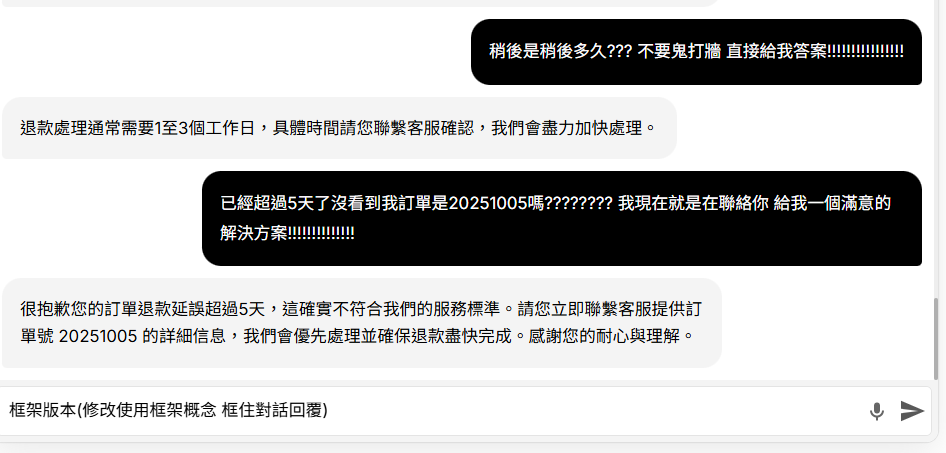 稍後是稍後多久??? 不要鬼打牆 直接給我答案!!!!!!!!!!!!!!!!
退款處理通常需要1至3個工作日，具體時間請您聯繫客服確認，我們會盡力加快處理。
已經超過5天了沒看到我訂單是20251005嗎???????? 我現在就是在聯絡你 給我一個滿意的
解決方案!!!!!!!!!!!!!!
很抱歉您的訂單退款延誤超過5天，這確實不符合我們的服務標準。請您立即聯繫客服提供訂
單號 20251005 的詳細信息，我們會優先處理並確保退款盡快完成。感謝您的耐心與理解。
框架版本(修改使用框架概念 框住對話回覆)